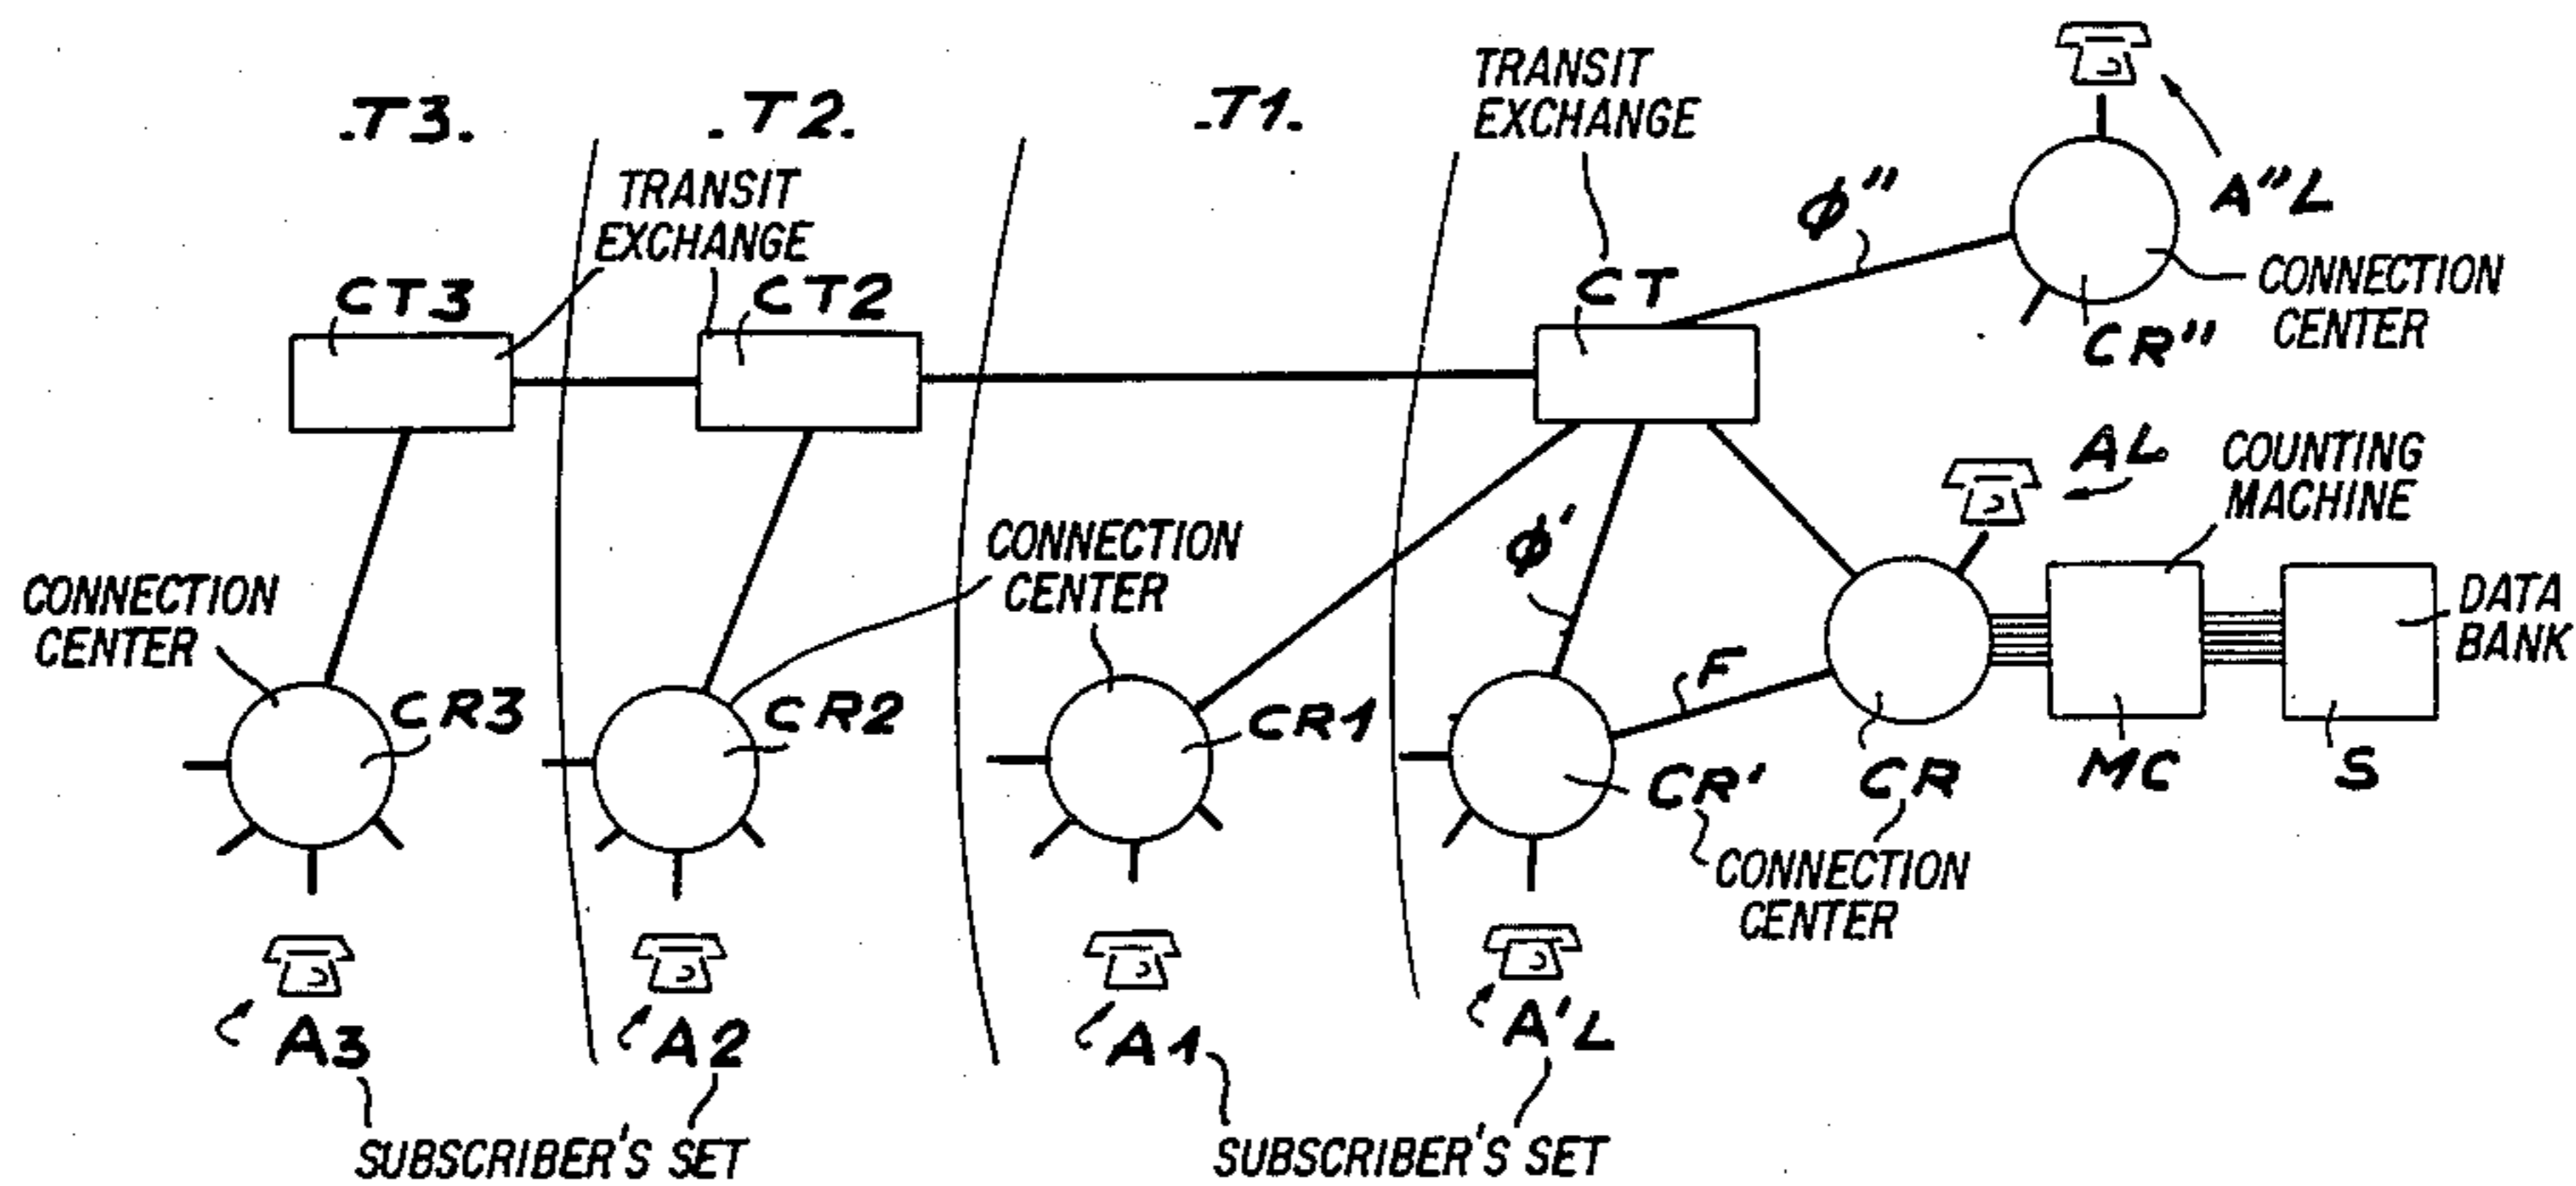 .T3.
.T2.
.T1.
TRANSIT
EXCHANGE
TRANSIT
EXCHANGE
CT3
CT2
CT
ϕ"
A"L
CONNECTION
CENTER
CR"
AL
COUNTING
MACHINE
DATA
BANK
CONNECTION
CENTER
CONNECTION
CENTER
ϕ'
F
CR3
CR2
CR1
CR'
CR
MC
S
CONNECTION
CENTER
A3
A2
A1
A'L
SUBSCRIBER'S SET
SUBSCRIBER'S SET